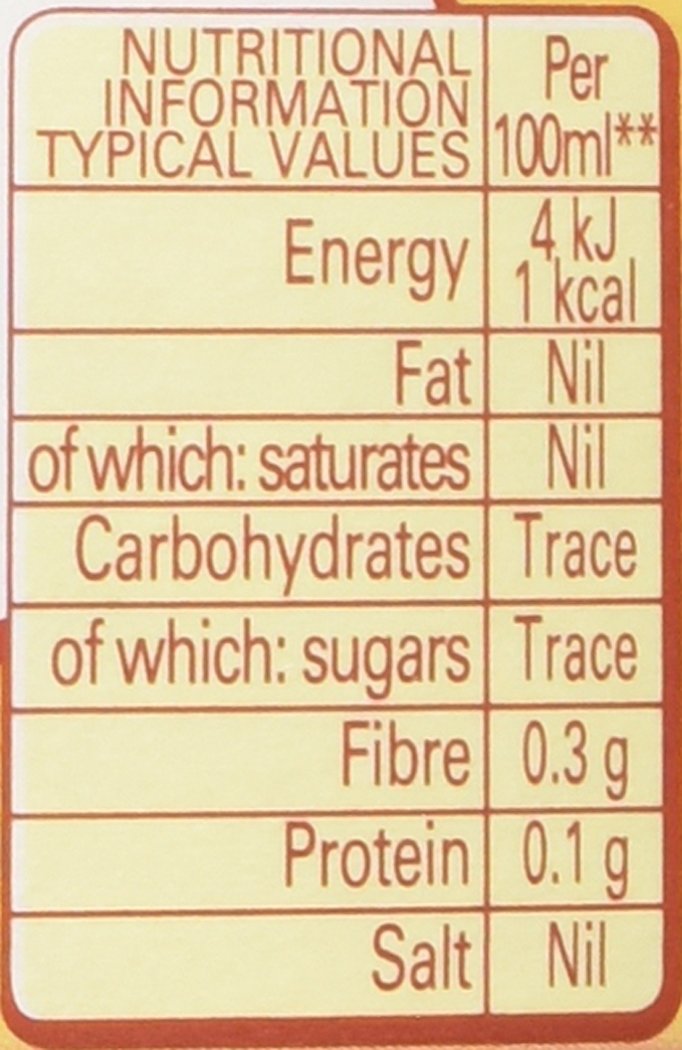 NUTRITIONAL INFORMATION TYPICAL VALUES Per 100ml**
Energy 4 kJ 1 kcal
Fat Nil
of which: saturates Nil
Carbohydrates Trace
of which: sugars Trace
Fibre 0.3 g
Protein 0.1 g
Salt Nil